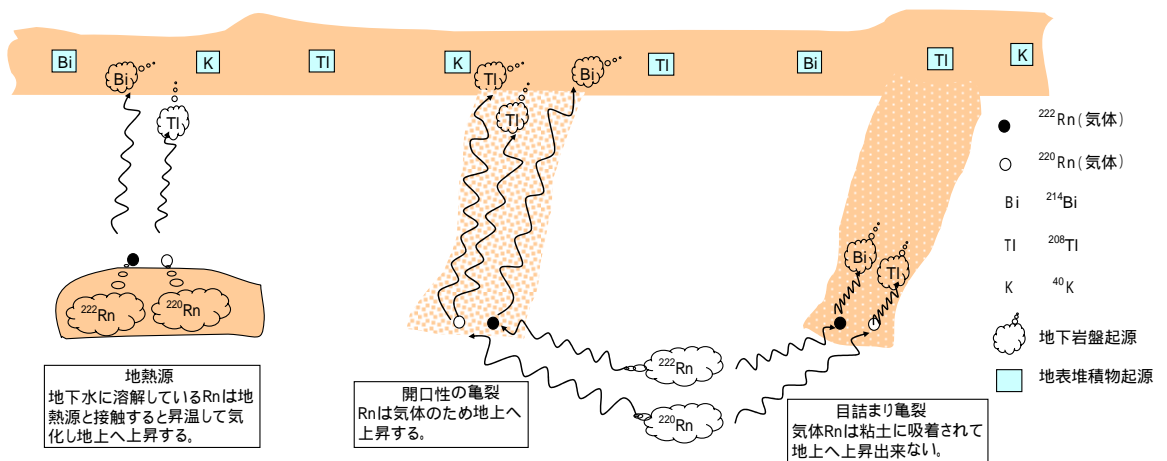 Bi
K
Tl
K
Tl
Bi
Tl
K
Bi
Tl
Tl
Tl
Bi
²²²Rn
²²⁰Rn
Bi
Tl
²²²Rn
²²⁰Rn
²²²Rn(気体)
²²⁰Rn(気体)
Bi ²¹⁴Bi
Tl ²⁰⁸Tl
K ⁴⁰K
地下岩盤起源
地表堆積物起源
地熱源
地下水に溶解しているRnは地
熱源と接触すると昇温して気
化し地上へ上昇する。
開口性の亀裂
Rnは気体のため地上へ
上昇する。
目詰まり亀裂
気体Rnは粘土に吸着されて
地上へ上昇出来ない。